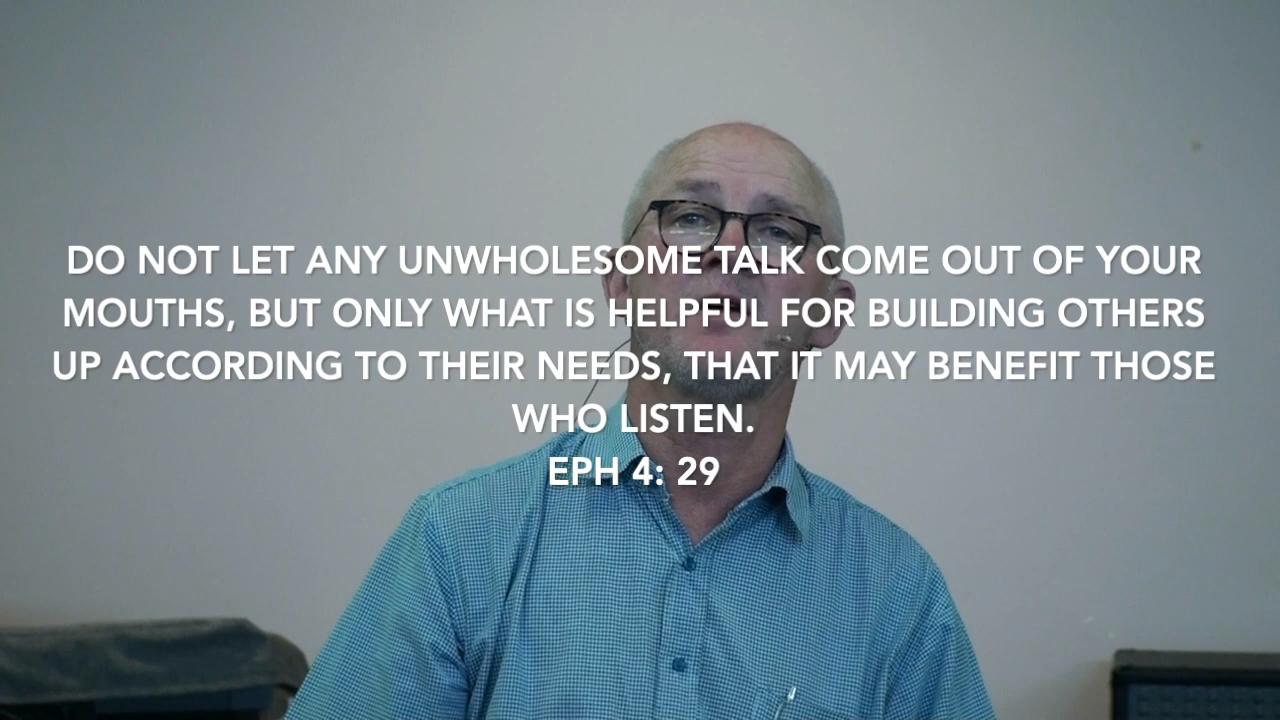 DO NOT LET ANY UNWHOLESOME TALK COME OUT OF YOUR
MOUTHS, BUT ONLY WHAT IS HELPFUL FOR BUILDING OTHERS
UP ACCORDING TO THEIR NEEDS, THAT IT MAY BENEFIT THOSE
WHO LISTEN.
EPH 4: 29